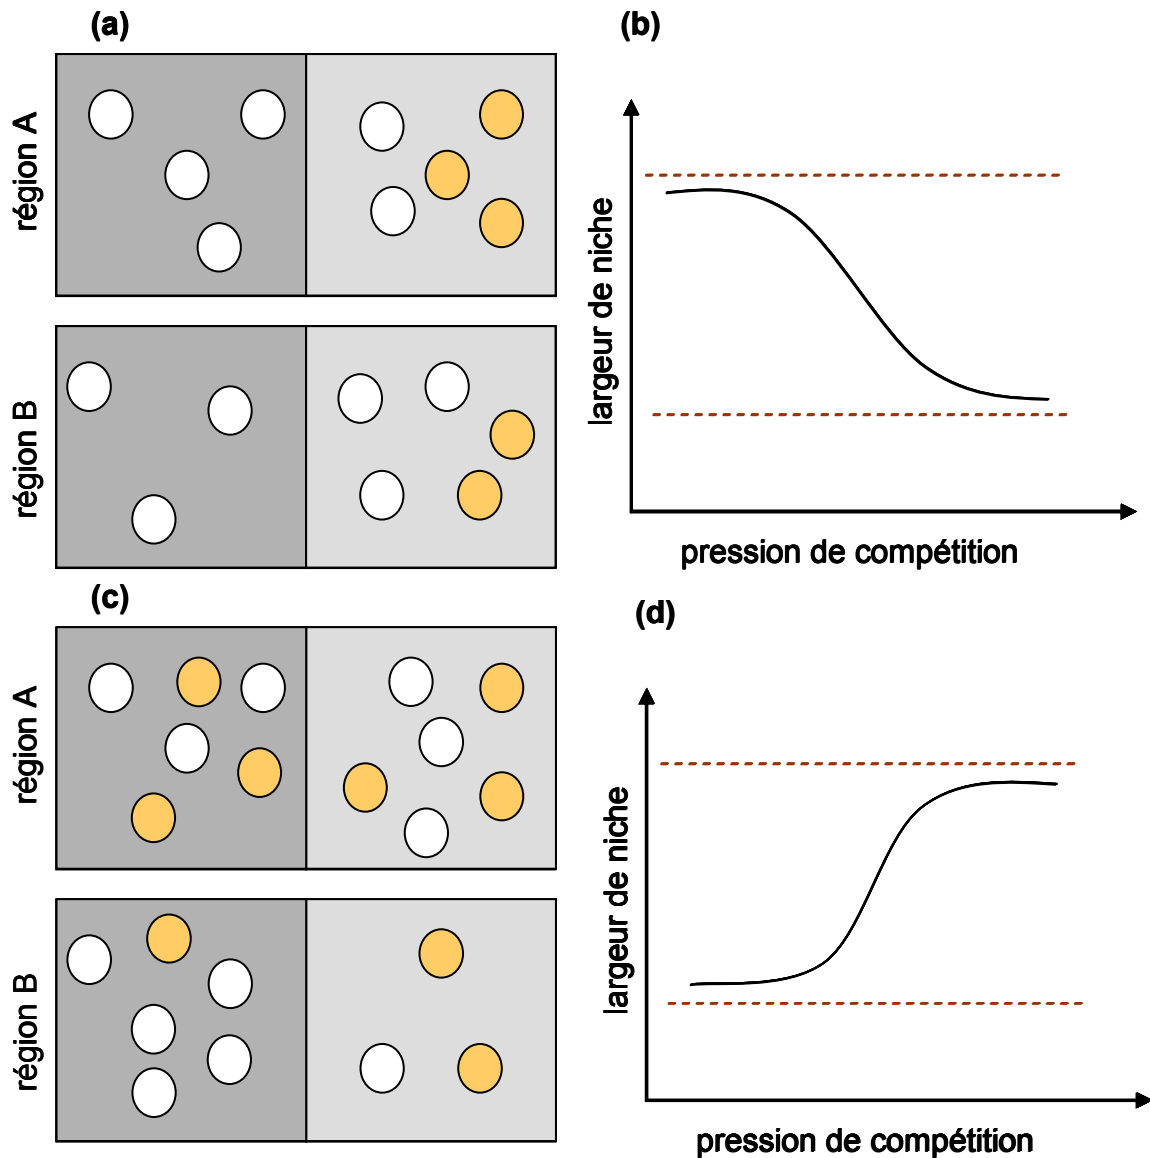 (a)
région A
région B
(b)
largeur de niche
pression de compétition
(c)
région A
région B
(d)
largeur de niche
pression de compétition